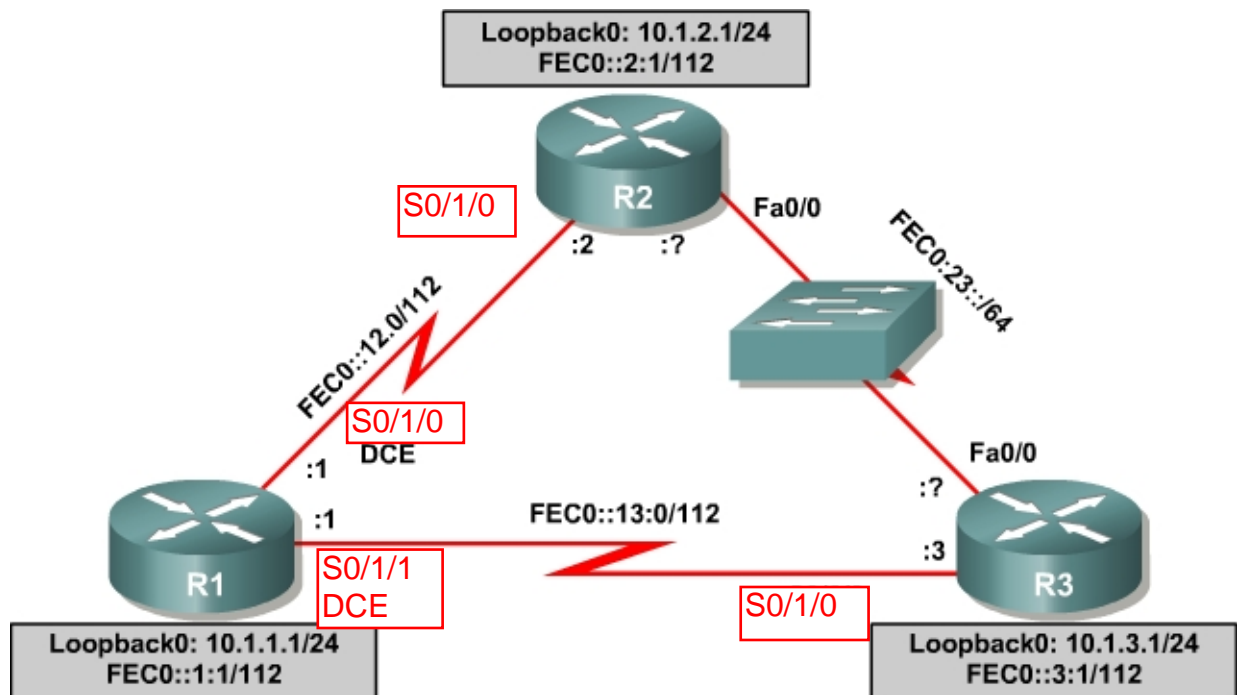 Loopback0: 10.1.2.1/24
FEC0::2:1/112
R2
S0/1/0
Fa0/0
:2
:?
FEC0:23::/64
FEC0::12.0/112
S0/1/0
DCE
:1
:1
FEC0::13:0/112
Fa0/0
:?
:3
R1
S0/1/1
DCE
S0/1/0
R3
Loopback0: 10.1.1.1/24
FEC0::1:1/112
Loopback0: 10.1.3.1/24
FEC0::3:1/112